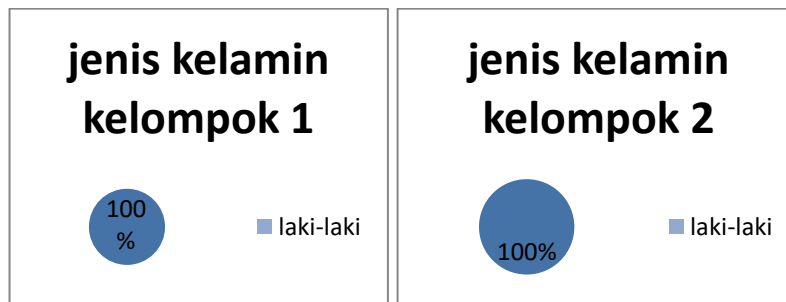 jenis kelamin
kelompok 1
100
%
laki-laki
jenis kelamin
kelompok 2
100%
laki-laki